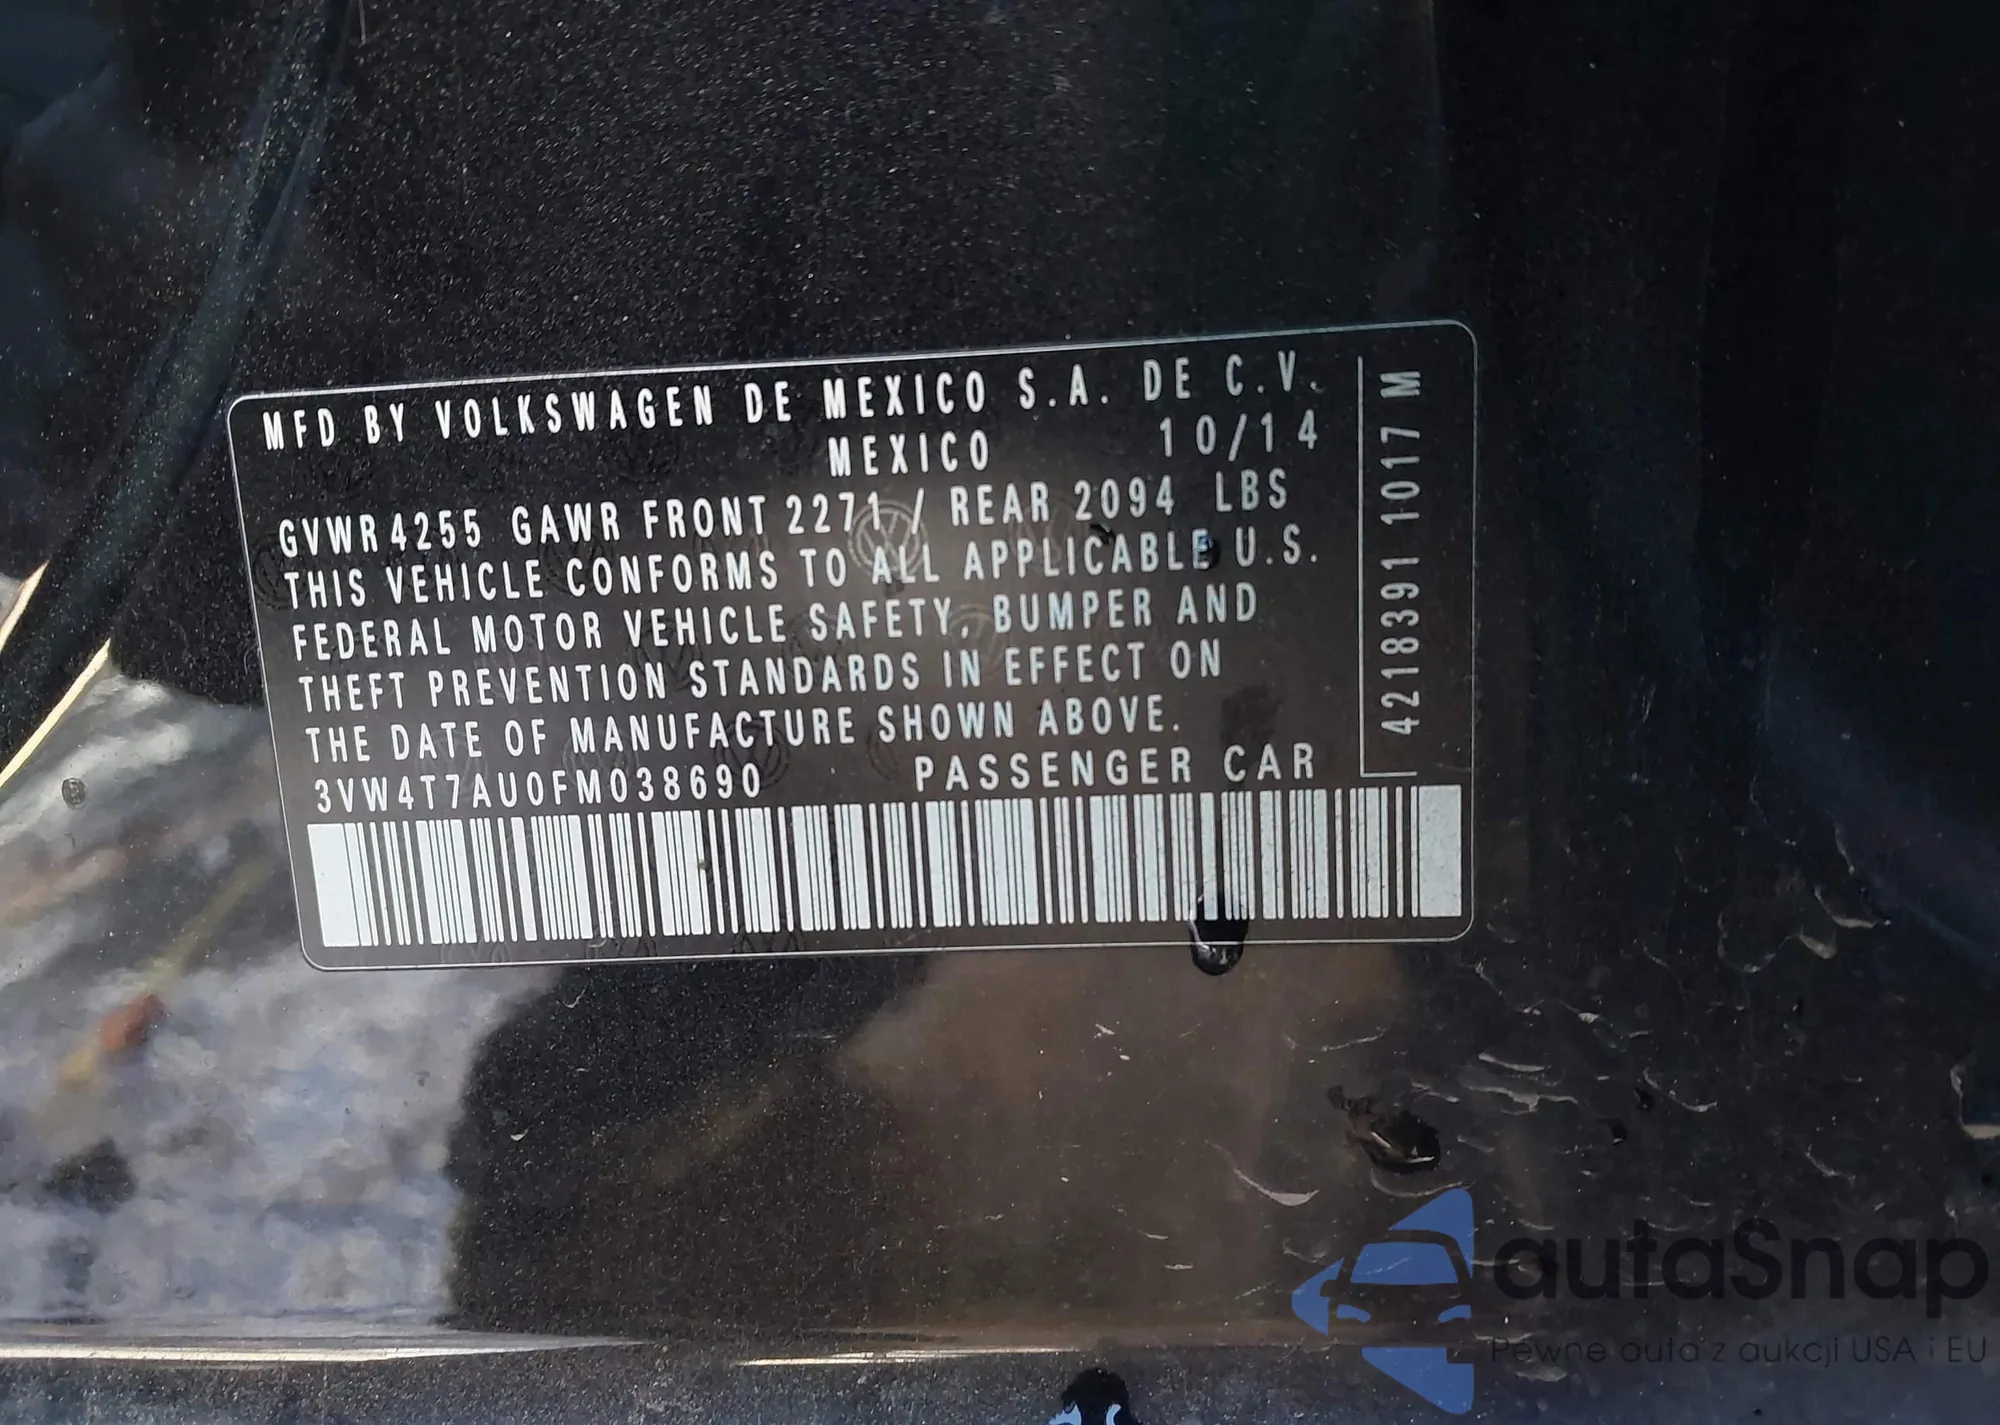 MFD BY VOLKSWAGEN DE MEXICO S.A. DE C.V.
MEXICO 10/14
GVWR 4255 GAWR FRONT 2271 / REAR 2094 LBS
THIS VEHICLE CONFORMS TO ALL APPLICABLE U.S.
FEDERAL MOTOR VEHICLE SAFETY, BUMPER AND
THEFT PREVENTION STANDARDS IN EFFECT ON
THE DATE OF MANUFACTURE SHOWN ABOVE.
3VW4T7AU0FM038690 PASSENGER CAR
4218391 1017 M
autaSnap
Pewne auta z aukcji USA i EU